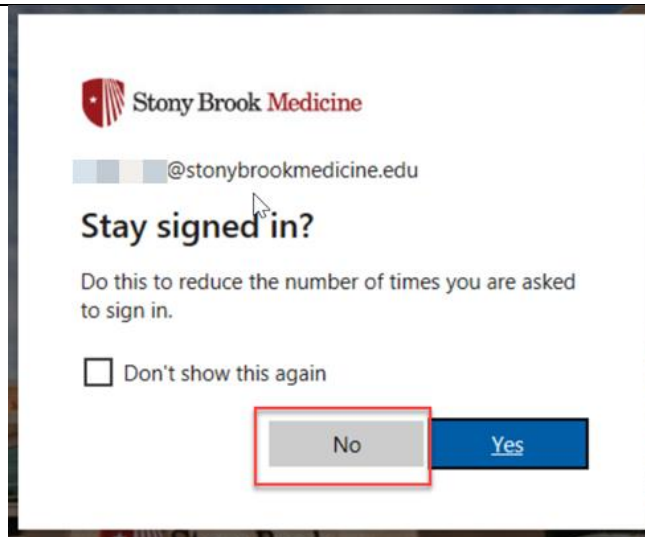 Stony Brook Medicine
@stonybrookmedicine.edu
Stay signed in?
Do this to reduce the number of times you are asked
to sign in.
Don't show this again
No Yes